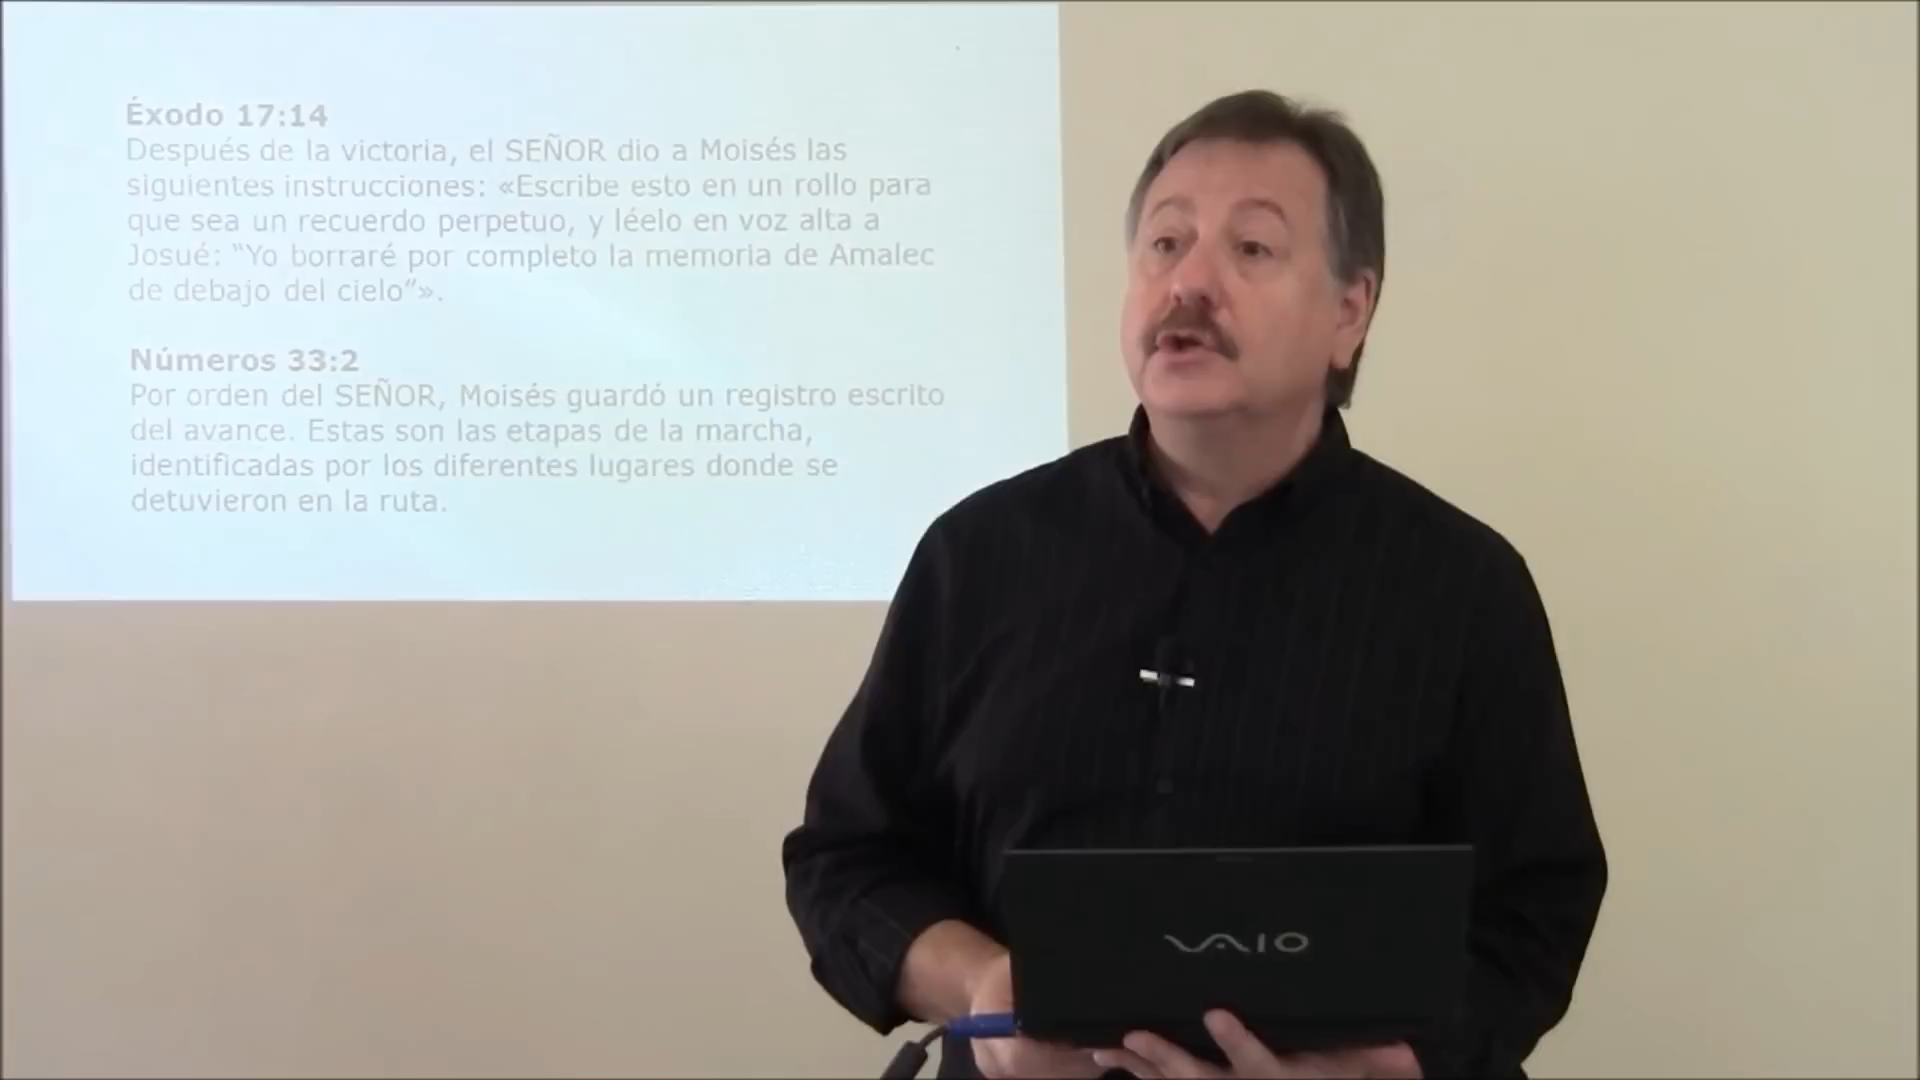 Éxodo 17:14
Después de la victoria, el SEÑOR dio a Moisés las
siguientes instrucciones: «Escribe esto en un rollo para
que sea un recuerdo perpetuo, y léelo en voz alta a
Josué: “Yo borraré por completo la memoria de Amalec
de debajo del cielo”».
Números 33:2
Por orden del SEÑOR, Moisés guardó un registro escrito
del avance. Estas son las etapas de la marcha,
identificadas por los diferentes lugares donde se
detuvieron en la ruta.
VAIO